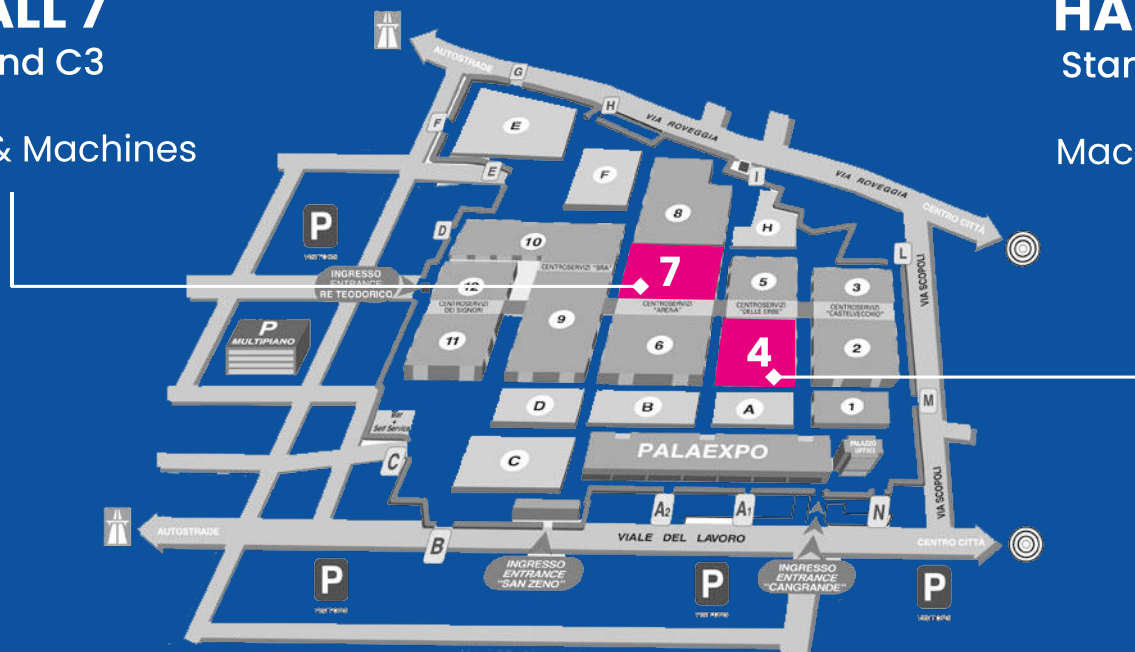 ALL 7
nd C3
& Machines
HA
Star
Mac
AUTOSTRADE
G
F
H
VIA ROVEGGIA
E
E
F
I
VIA ROVEGGIA
CENTRO CITTÀ
P
D
8
H
L
VIA SCOPOLI
10
CENTROSERVIZI "BRA"
7
5
3
INGRESSO
ENTRANCE
RE TEODORICO
12
CENTROSERVIZI
DEI SIGNORI
CENTROSERVIZI
"ARENA"
CENTROSERVIZI
"DELLE ERBE"
CENTROSERVIZI
"CASTELVECCHIO"
P
MULTIPIANO
11
9
6
4
2
D
B
A
1
M
Bar
+
Self Service
C
C
PALAEXPO
PALAZZO
UFFICI
VIA SCOPOLI
A2
A1
N
AUTOSTRADE
B
VIALE DEL LAVORO
CENTRO CITTÀ
INGRESSO
ENTRANCE
"SAN ZENO"
INGRESSO
ENTRANCE
"CANGRANDE"
P
P
P